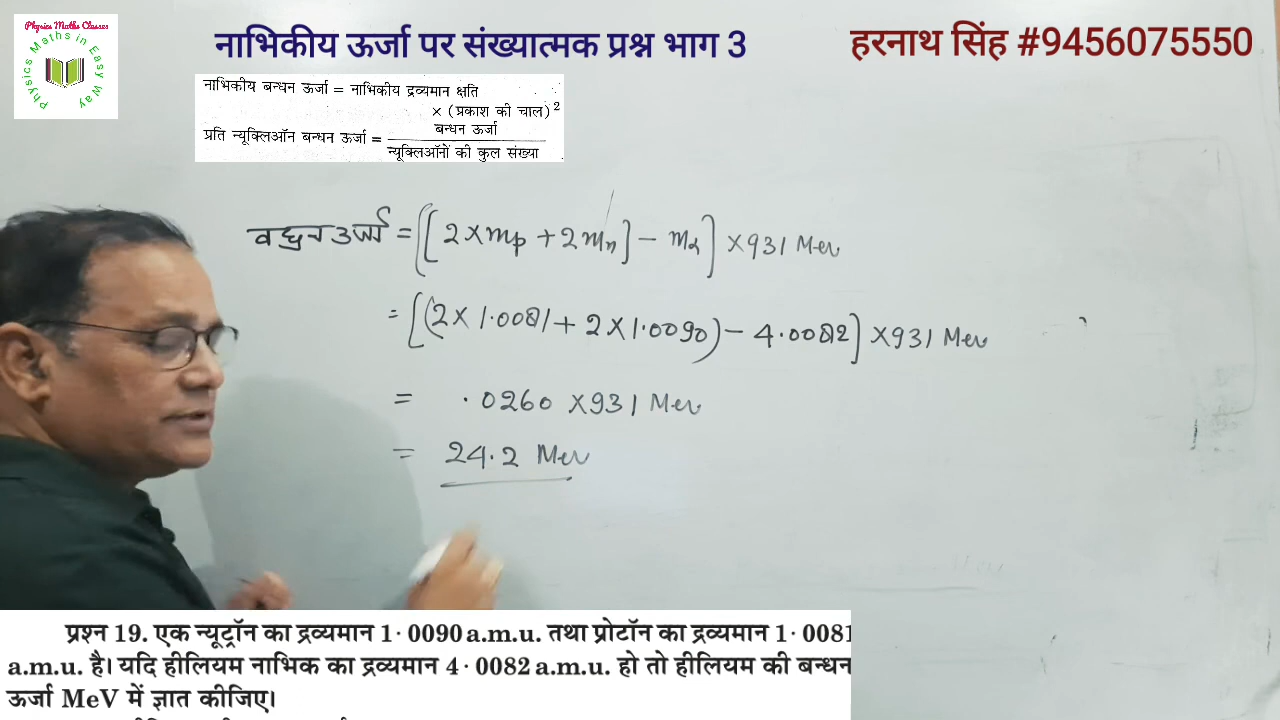 Physics Maths Classes
Physics Maths in Easy Way
नाभिकीय ऊर्जा पर संख्यात्मक प्रश्न भाग 3
हरनाथ सिंह #9456075550
नाभिकीय बन्धन ऊर्जा = नाभिकीय द्रव्यमान क्षति
× (प्रकाश की चाल)²
प्रति न्यूक्लिऑन बन्धन ऊर्जा = बन्धन ऊर्जा
न्यूक्लिऑनों की कुल संख्या
बन्धन ऊर्जा = [[2×mp + 2mn] – mα] × 931 Mev
= [(2×1.0081 + 2×1.0090) – 4.0082] × 931 Mev
= .0260 × 931 Mev
= 24.2 Mev
प्रश्न 19. एक न्यूट्रॉन का द्रव्यमान 1·0090 a.m.u. तथा प्रोटॉन का द्रव्यमान 1·0081
a.m.u. है। यदि हीलियम नाभिक का द्रव्यमान 4·0082 a.m.u. हो तो हीलियम की बन्धन
ऊर्जा MeV में ज्ञात कीजिए।